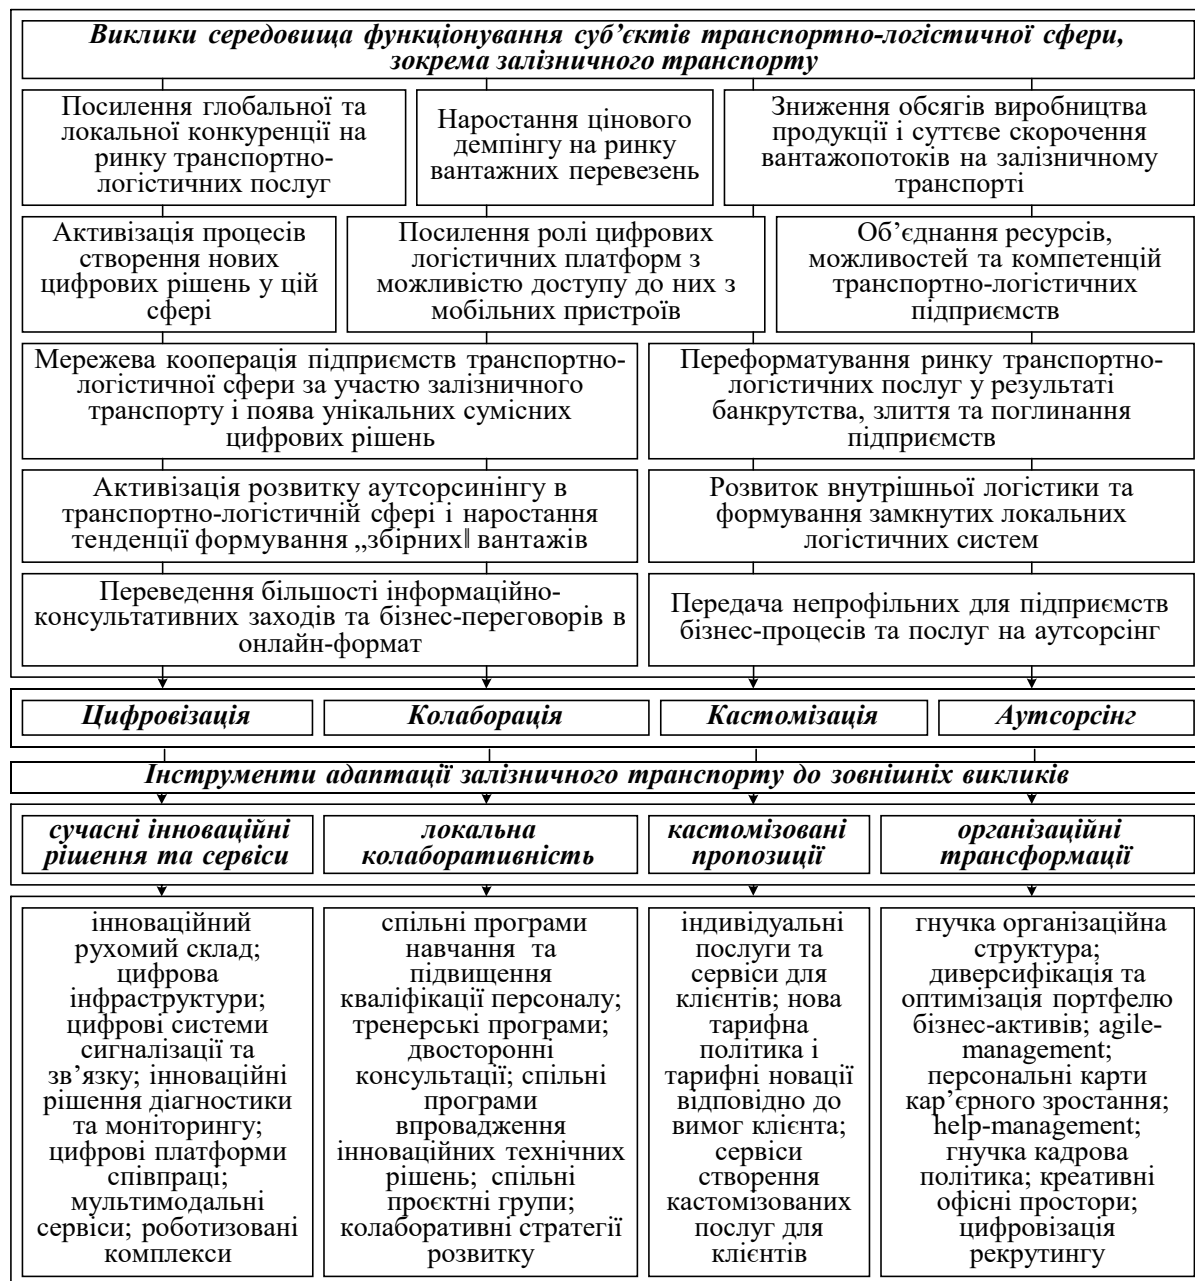 Виклики середовища функціонування суб’єктів транспортно-логістичної сфери,
зокрема залізничного транспорту
Посилення глобальної та
локальної конкуренції на
ринку транспортно-
логістичних послуг
Наростання цінового
демпінгу на ринку
вантажних перевезень
Зниження обсягів виробництва
продукції і суттєве скорочення
вантажопотоків на залізничному
транспорті
Активізація процесів
створення нових
цифрових рішень у цій
сфері
Посилення ролі цифрових
логістичних платформ з
можливістю доступу до них з
мобільних пристроїв
Об’єднання ресурсів,
можливостей та компетенцій
транспортно-логістичних
підприємств
Мережева кооперація підприємств транспортно-
логістичної сфери за участю залізничного
транспорту і поява унікальних сумісних
цифрових рішень
Переформатування ринку транспортно-
логістичних послуг у результаті
банкрутства, злиття та поглинання
підприємств
Активізація розвитку аутсорсинінгу в
транспортно-логістичній сфері і наростання
тенденції формування „збірних‖ вантажів
Розвиток внутрішньої логістики та
формування замкнутих локальних
логістичних систем
Переведення більшості інформаційно-
консультативних заходів та бізнес-переговорів в
онлайн-формат
Передача непрофільних для підприємств
бізнес-процесів та послуг на аутсорсінг
Цифровізація
Колаборація
Кастомізація
Аутсорсінг
Інструменти адаптації залізничного транспорту до зовнішніх викликів
сучасні інноваційні
рішення та сервіси
локальна
колаборативність
кастомізовані
пропозиції
організаційні
трансформації
інноваційний
рухомий склад;
цифрова
інфраструктури;
цифрові системи
сигналізації та
зв’язку; інноваційні
рішення діагностики
та моніторингу;
цифрові платформи
співпраці;
мультимодальні
сервіси; роботизовані
комплекси
спільні програми
навчання та
підвищення
кваліфікації персоналу;
тренерські програми;
двосторонні
консультації; спільні
програми
впровадження
інноваційних технічних
рішень; спільні
проєктні групи;
колаборативні стратегії
розвитку
індивідуальні
послуги та
сервіси для
клієнтів; нова
тарифна
політика і
тарифні новації
відповідно до
вимог клієнта;
сервіси
створення
кастомізованих
послуг для
клієнтів
гнучка організаційна
структура;
диверсифікація та
оптимізація портфелю
бізнес-активів; agile-
management;
персональні карти
кар’єрного зростання;
help-management;
гнучка кадрова
політика; креативні
офісні простори;
цифровізація
рекрутингу